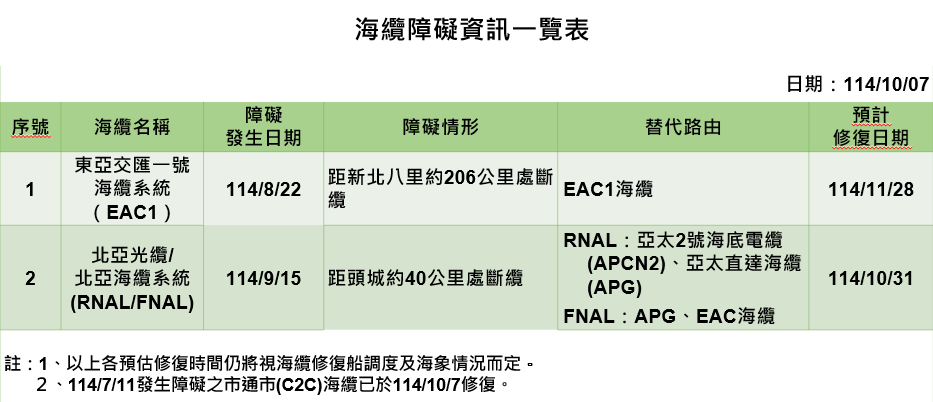 海纜障礙資訊一覽表
日期：114/10/07
序號 海纜名稱 障礙發生日期 障礙情形 替代路由 預計修復日期
1 東亞交匯一號海纜系統（EAC1） 114/8/22 距新北八里約206公里處斷纜 EAC1海纜 114/11/28
2 北亞光纜/北亞海纜系統(RNAL/FNAL) 114/9/15 距頭城約40公里處斷纜 RNAL：亞太2號海底電纜(APCN2)、亞太直達海纜(APG) FNAL：APG、EAC海纜 114/10/31
註：1、以上各預估修復時間仍將視海纜修復船調度及海象情況而定。
2、114/7/11發生障礙之市通市(C2C)海纜已於114/10/7修復。